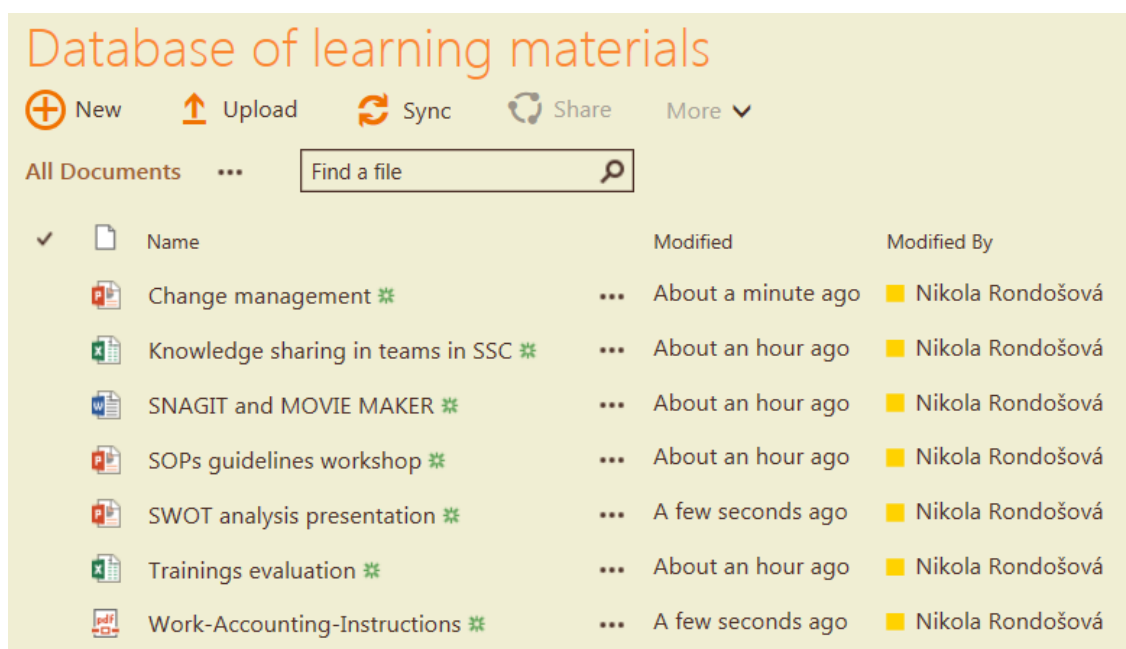 Database of learning materials
New Upload Sync Share More
All Documents ... Find a file
Name Modified Modified By
Change management ... About a minute ago Nikola Rondošová
Knowledge sharing in teams in SSC ... About an hour ago Nikola Rondošová
SNAGIT and MOVIE MAKER ... About an hour ago Nikola Rondošová
SOPs guidelines workshop ... About an hour ago Nikola Rondošová
SWOT analysis presentation ... A few seconds ago Nikola Rondošová
Trainings evaluation ... About an hour ago Nikola Rondošová
Work-Accounting-Instructions ... A few seconds ago Nikola Rondošová